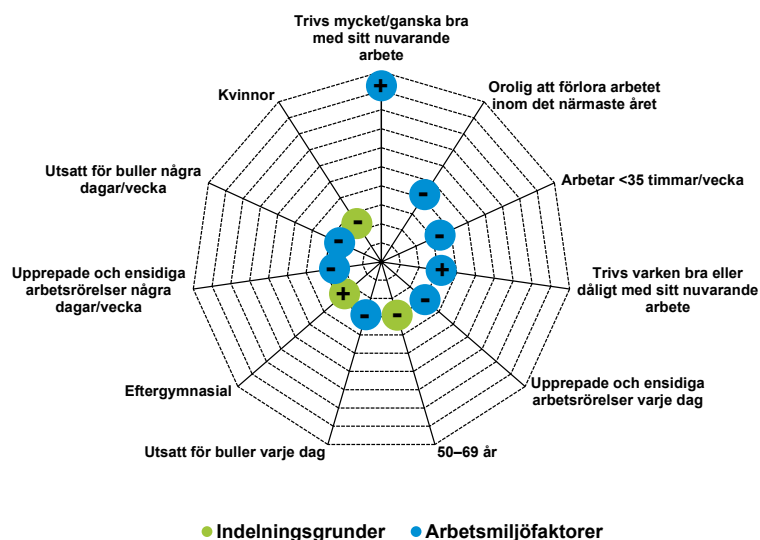 Trivs mycket/ganska bra
med sitt nuvarande
arbete
Orolig att förlora arbetet
inom det närmaste året
Arbetar <35 timmar/vecka
Trivs varken bra eller
dåligt med sitt nuvarande
arbete
Upprepade och ensidiga
arbetsrörelser varje dag
50–69 år
Utsatt för buller varje dag
Eftergymnasial
Upprepade och ensidiga
arbetsrörelser några
dagar/vecka
Utsatt för buller några
dagar/vecka
Kvinnor
+
-
-
+
-
-
-
+
-
-
-
Indelningsgrunder
Arbetsmiljöfaktorer